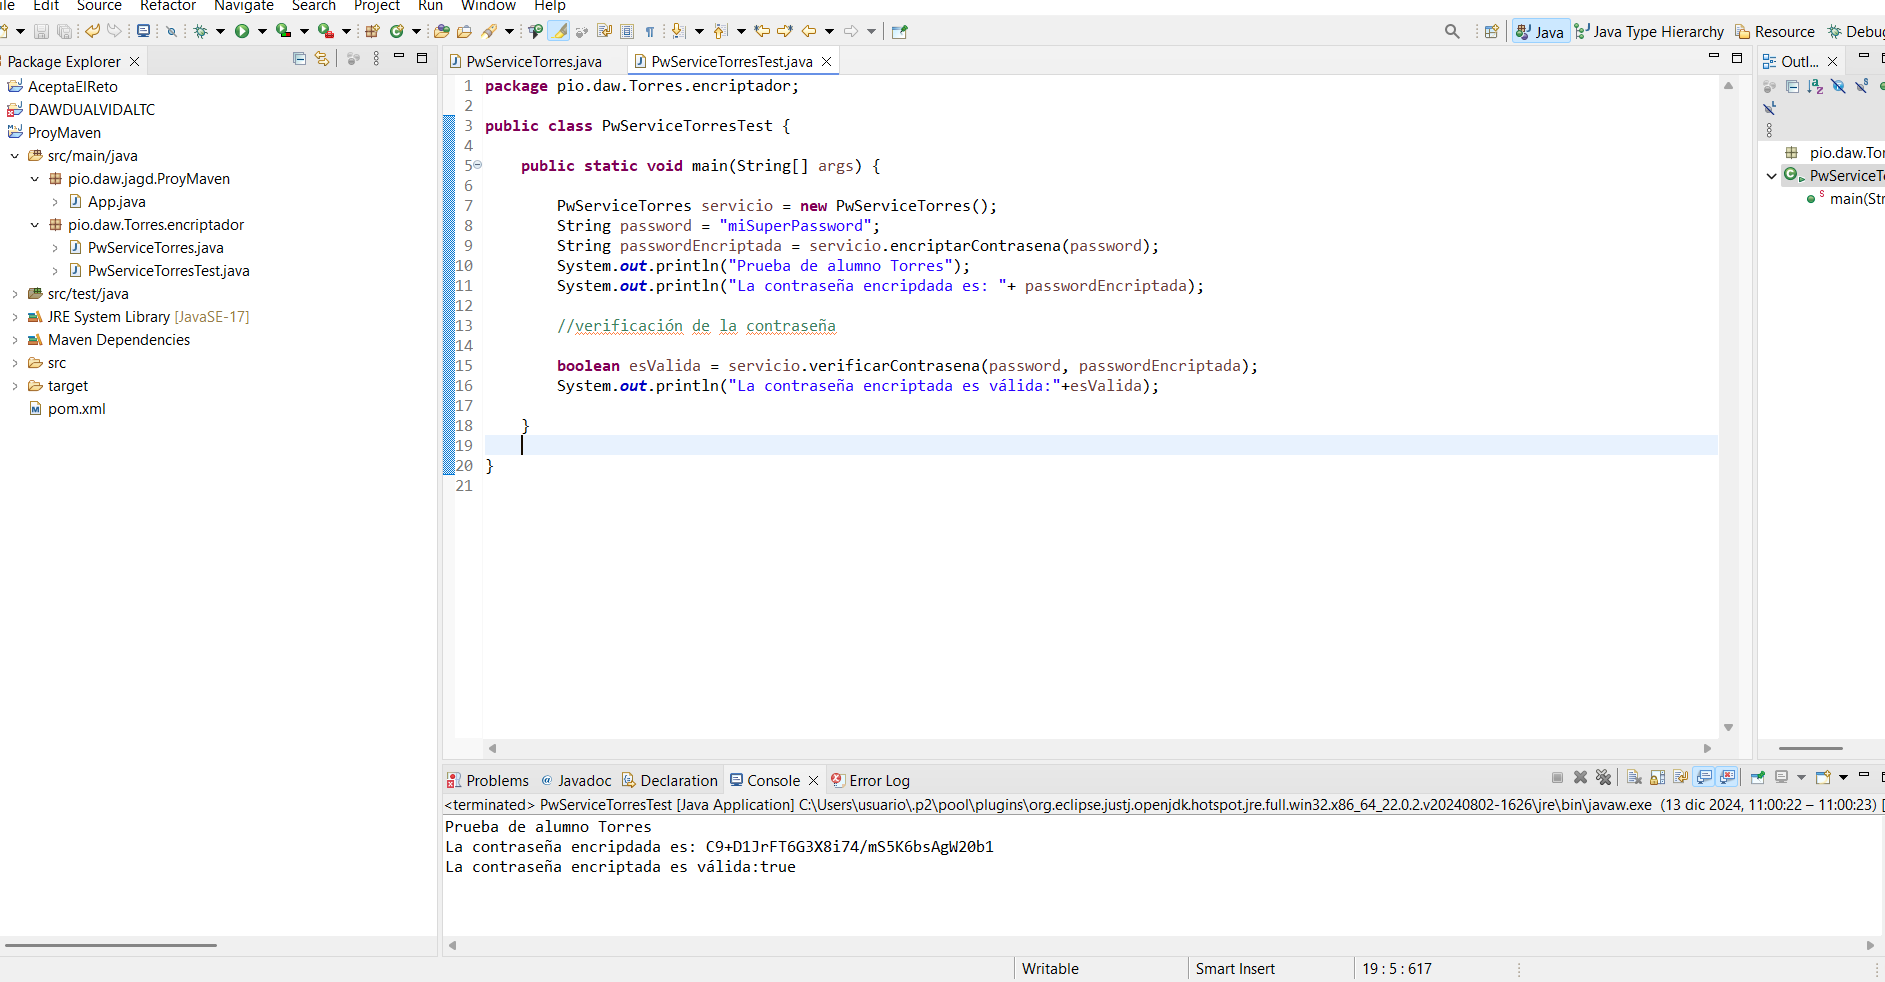 ile Edit Source Refactor Navigate Search Project Run Window Help
Java Java Type Hierarchy Resource Debug
Package Explorer
AceptaElReto
DAWDUALVIDALTC
ProyMaven
src/main/java
pio.daw.jagd.ProyMaven
App.java
pio.daw.Torres.encriptador
PwServiceTorres.java
PwServiceTorresTest.java
src/test/java
JRE System Library [JavaSE-17]
Maven Dependencies
src
target
pom.xml
PwServiceTorres.java PwServiceTorresTest.java
1 package pio.daw.Torres.encriptador;
2
3 public class PwServiceTorresTest {
4
5 public static void main(String[] args) {
6
7 PwServiceTorres servicio = new PwServiceTorres();
8 String password = "miSuperPassword";
9 String passwordEncriptada = servicio.encriptarContrasena(password);
10 System.out.println("Prueba de alumno Torres");
11 System.out.println("La contraseña encripdada es: "+ passwordEncriptada);
12
13 //verificación de la contraseña
14
15 boolean esValida = servicio.verificarContrasena(password, passwordEncriptada);
16 System.out.println("La contraseña encriptada es válida:"+esValida);
17
18 }
19
20 }
21
Outl...
pio.daw.Tor
PwServiceTo
main(Str
Problems Javadoc Declaration Console Error Log
<terminated> PwServiceTorresTest [Java Application] C:\Users\usuario\.p2\pool\plugins\org.eclipse.justj.openjdk.hotspot.jre.full.win32.x86_64_22.0.2.v20240802-1626\jre\bin\javaw.exe (13 dic 2024, 11:00:22 – 11:00:23) [
Prueba de alumno Torres
La contraseña encripdada es: C9+D1JrFT6G3X8i74/mS5K6bsAgW20b1
La contraseña encriptada es válida:true
Writable Smart Insert 19 : 5 : 617